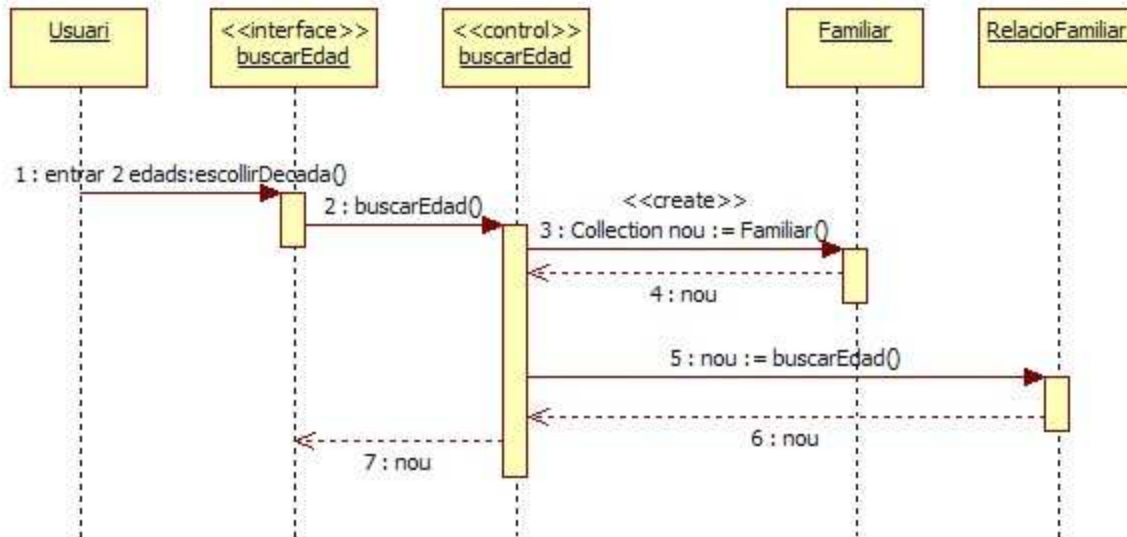 Usuari
<<interface>>
buscarEdad
<<control>>
buscarEdad
Familiar
RelacioFamiliar
1 : entrar 2 edads:escollirDecada()
2 : buscarEdad()
<<create>>
3 : Collection nou := Familiar()
4 : nou
5 : nou := buscarEdad()
6 : nou
7 : nou